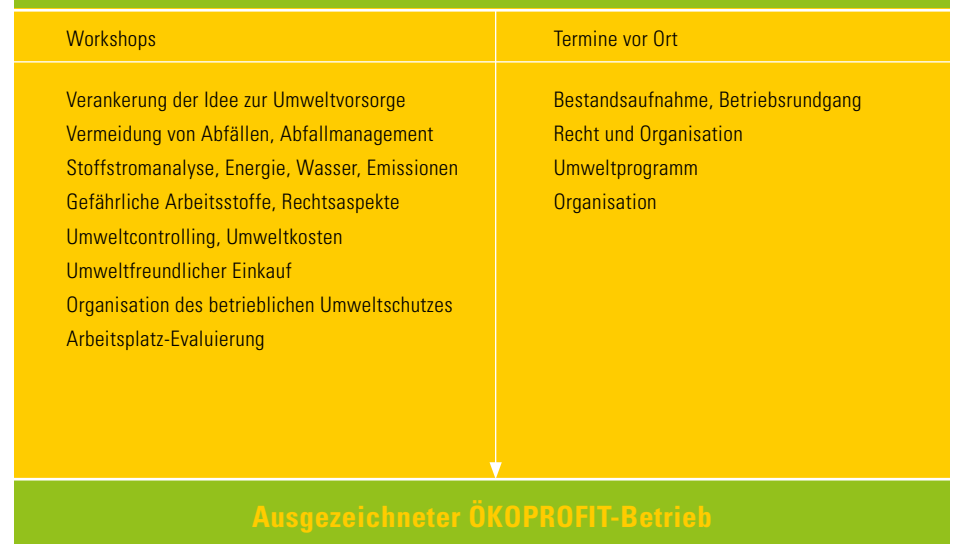 Workshops
Termine vor Ort
Verankerung der Idee zur Umweltvorsorge
Vermeidung von Abfällen, Abfallmanagement
Stoffstromanalyse, Energie, Wasser, Emissionen
Gefährliche Arbeitsstoffe, Rechtsaspekte
Umweltcontrolling, Umweltkosten
Umweltfreundlicher Einkauf
Organisation des betrieblichen Umweltschutzes
Arbeitsplatz-Evaluierung
Bestandsaufnahme, Betriebsrundgang
Recht und Organisation
Umweltprogramm
Organisation
Ausgezeichneter ÖKOPROFIT-Betrieb